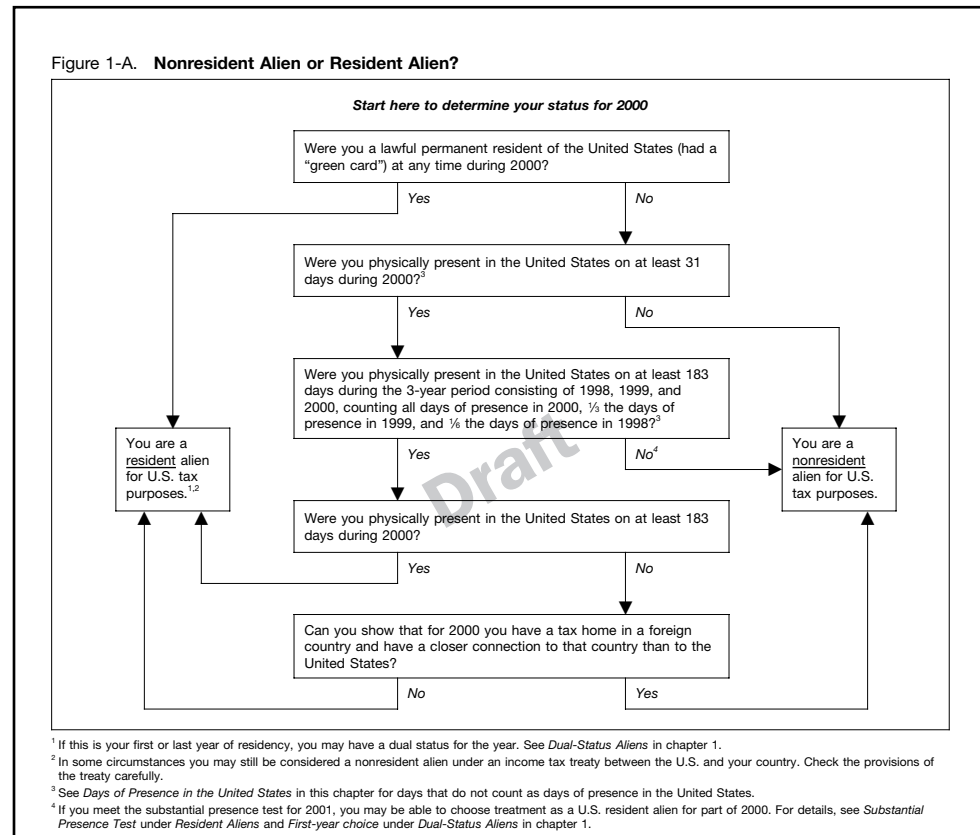 Figure 1-A. Nonresident Alien or Resident Alien?
Start here to determine your status for 2000
Were you a lawful permanent resident of the United States (had a
“green card”) at any time during 2000?
Yes
No
Were you physically present in the United States on at least 31
days during 2000?³
Yes
No
Were you physically present in the United States on at least 183
days during the 3-year period consisting of 1998, 1999, and
2000, counting all days of presence in 2000, ⅓ the days of
presence in 1999, and ⅙ the days of presence in 1998?³
You are a
resident alien
for U.S. tax
purposes.¹,²
Yes
No⁴
You are a
nonresident
alien for U.S.
tax purposes.
Draft
Were you physically present in the United States on at least 183
days during 2000?
Yes
No
Can you show that for 2000 you have a tax home in a foreign
country and have a closer connection to that country than to the
United States?
No
Yes
¹ If this is your first or last year of residency, you may have a dual status for the year. See Dual-Status Aliens in chapter 1.
² In some circumstances you may still be considered a nonresident alien under an income tax treaty between the U.S. and your country. Check the provisions of
the treaty carefully.
³ See Days of Presence in the United States in this chapter for days that do not count as days of presence in the United States.
⁴ If you meet the substantial presence test for 2001, you may be able to choose treatment as a U.S. resident alien for part of 2000. For details, see Substantial
Presence Test under Resident Aliens and First-year choice under Dual-Status Aliens in chapter 1.